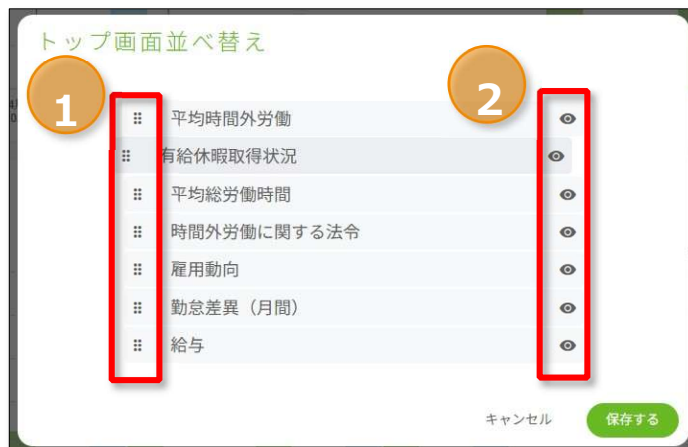 トップ画面並べ替え
1
2
平均時間外労働
有給休暇取得状況
平均総労働時間
時間外労働に関する法令
雇用動向
勤怠差異（月間）
給与
キャンセル
保存する